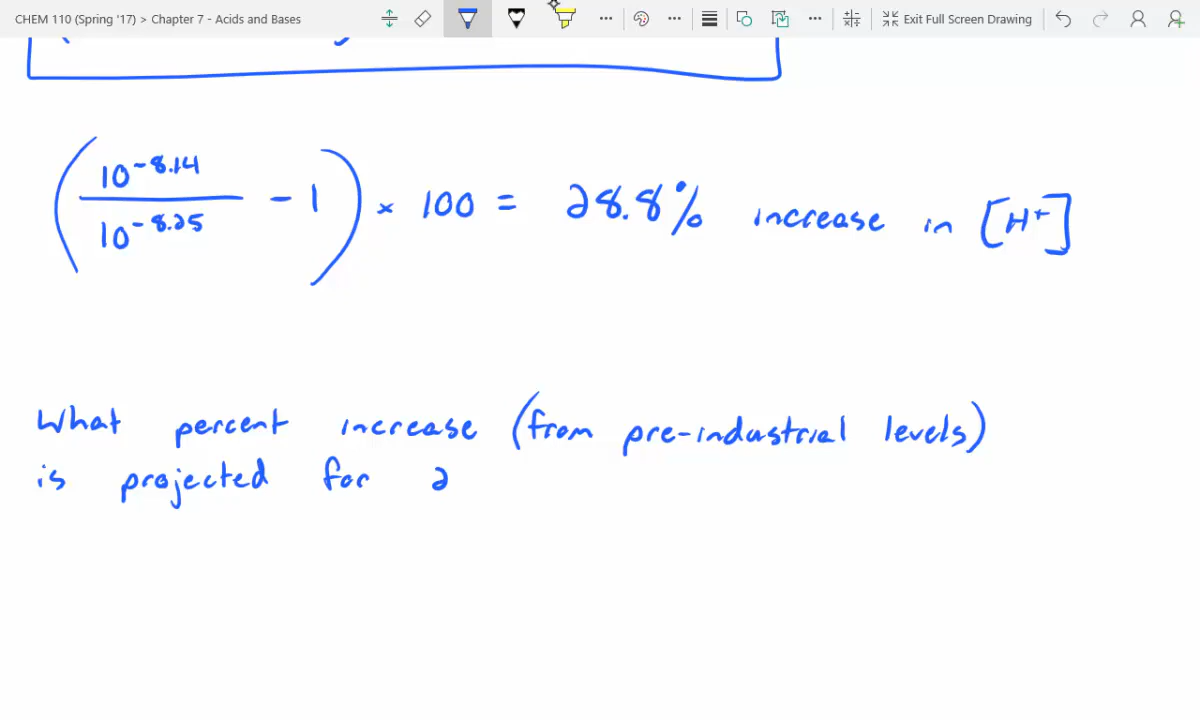 CHEM 110 (Spring '17) > Chapter 7 - Acids and Bases
Exit Full Screen Drawing
(10^-8.14 / 10^-8.25 - 1) × 100 = 28.8% increase in [H+]
What percent increase (from pre-industrial levels)
is projected for 2